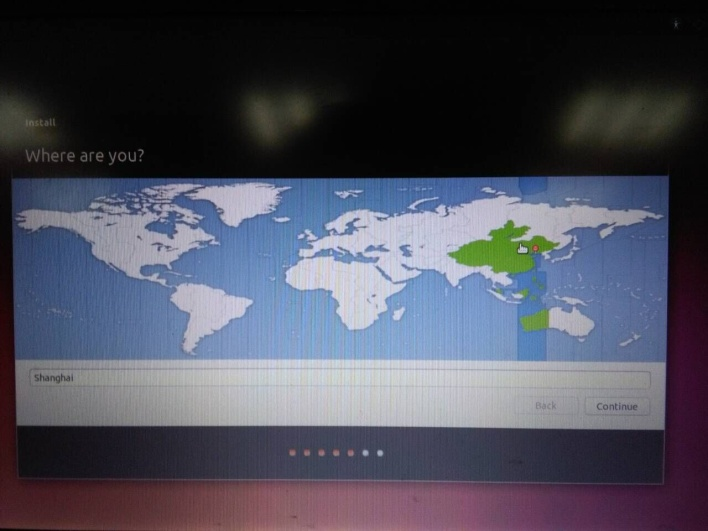 Install
Where are you?
Shanghai
Back
Continue